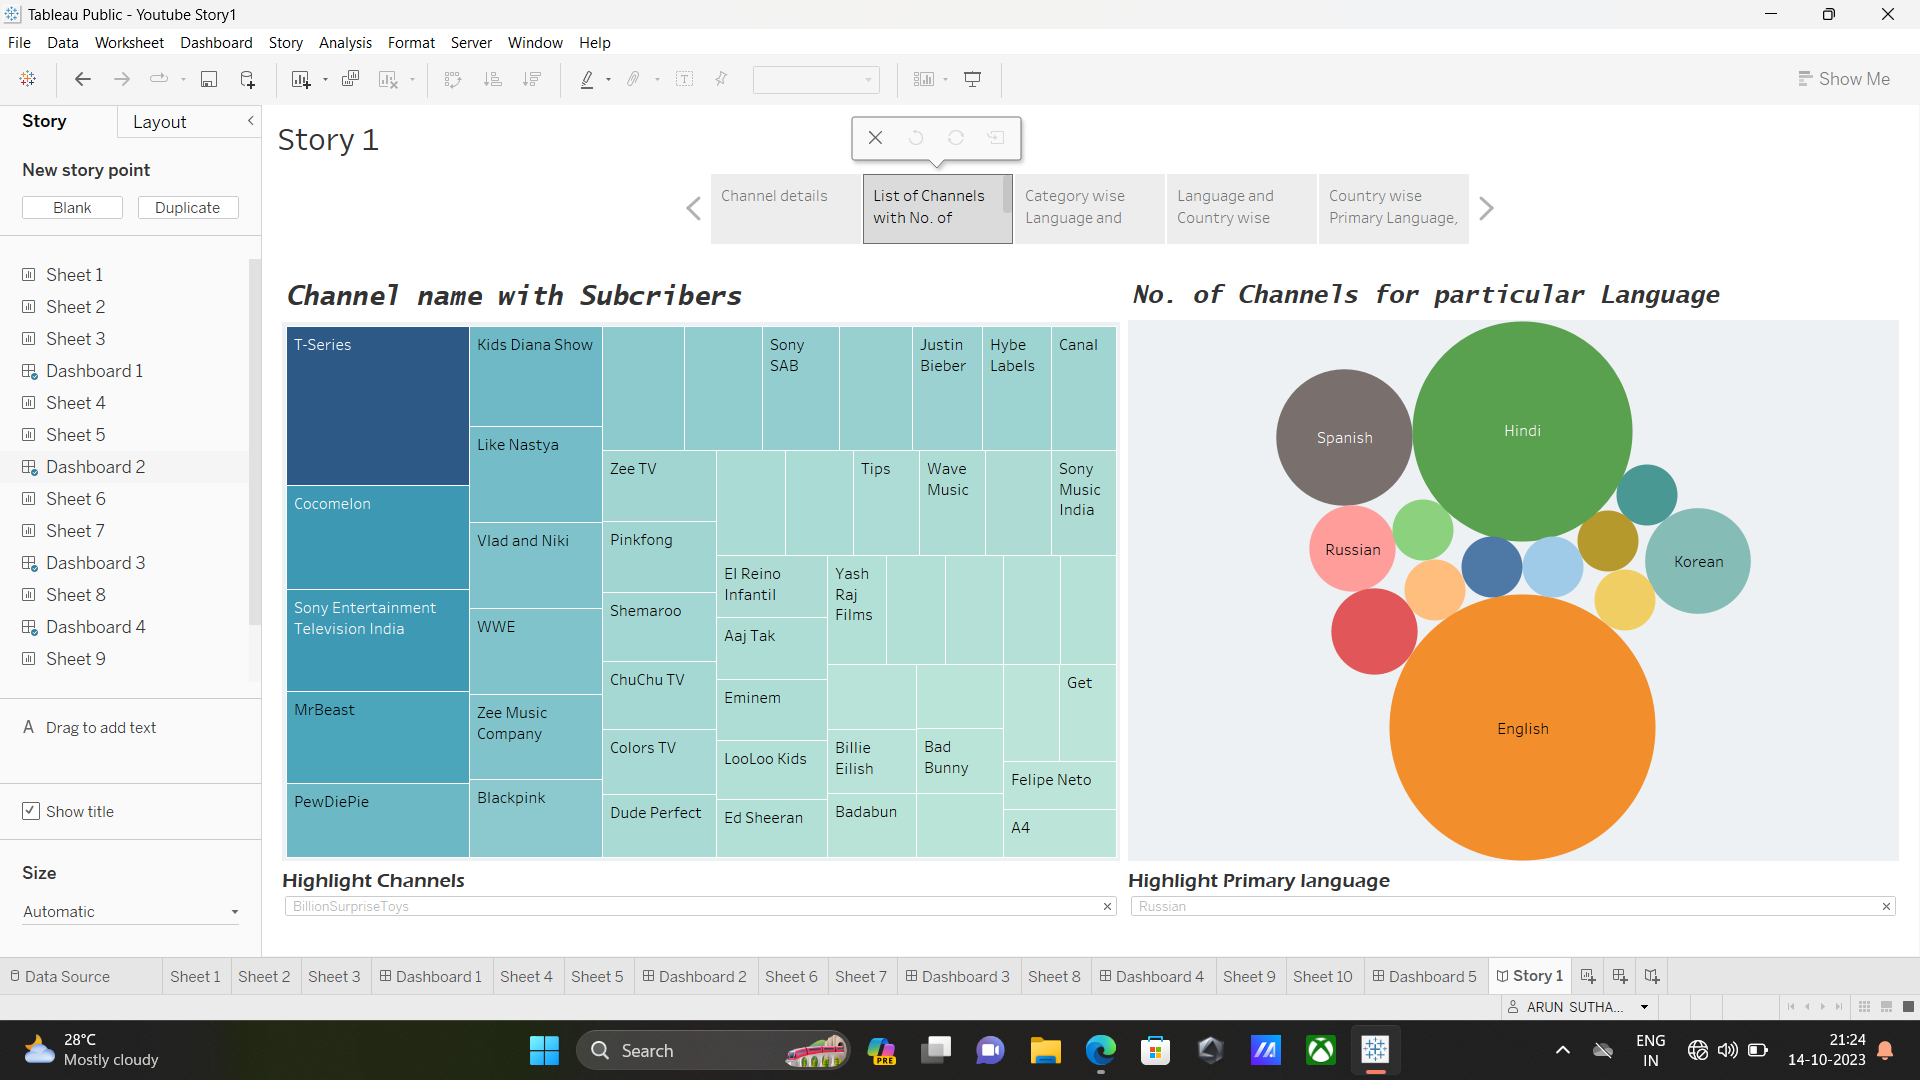 Tableau Public - Youtube Story1
File Data Worksheet Dashboard Story Analysis Format Server Window Help
Show Me
Story
Layout
New story point
Blank
Duplicate
Sheet 1
Sheet 2
Sheet 3
Dashboard 1
Sheet 4
Sheet 5
Dashboard 2
Sheet 6
Sheet 7
Dashboard 3
Sheet 8
Dashboard 4
Sheet 9
A Drag to add text
Show title
Size
Automatic
Story 1
Channel details
List of Channels
with No. of
Category wise
Language and
Language and
Country wise
Country wise
Primary Language,
Channel name with Subcribers
T-Series
Cocomelon
Sony Entertainment
Television India
MrBeast
PewDiePie
Kids Diana Show
Like Nastya
Vlad and Niki
WWE
Zee Music
Company
Blackpink
Sony
SAB
Justin
Bieber
Hybe
Labels
Canal
Zee TV
Pinkfong
Shemaroo
ChuChu TV
Colors TV
Dude Perfect
Tips
Wave
Music
Sony
Music
India
El Reino
Infantil
Aaj Tak
Eminem
LooLoo Kids
Ed Sheeran
Yash
Raj
Films
Billie
Eilish
Badabun
Bad
Bunny
Get
Felipe Neto
A4
No. of Channels for particular Language
Spanish
Hindi
Russian
Korean
English
Highlight Channels
BillionSurpriseToys
Highlight Primary language
Russian
Data Source Sheet 1 Sheet 2 Sheet 3 Dashboard 1 Sheet 4 Sheet 5 Dashboard 2 Sheet 6 Sheet 7 Dashboard 3 Sheet 8 Dashboard 4 Sheet 9 Sheet 10 Dashboard 5 Story 1
ARUN SUTHA...
28°C
Mostly cloudy
Search
PRE
ENG
IN
21:24
14-10-2023